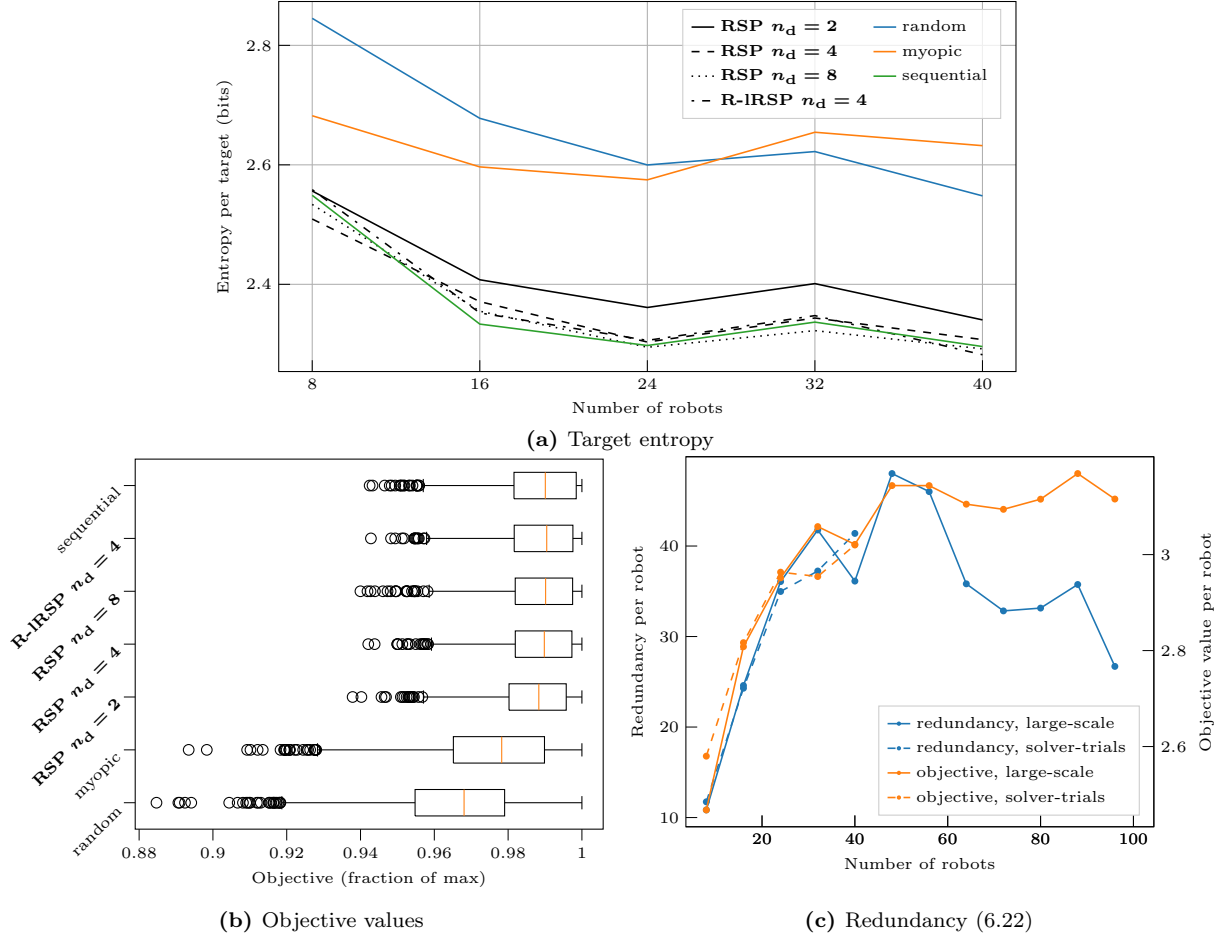 2.8
2.6
2.4
Entropy per target (bits)
RSP n_d = 2
RSP n_d = 4
RSP n_d = 8
R-lRSP n_d = 4
random
myopic
sequential
8 16 24 32 40
Number of robots
(a) Target entropy
sequential
R-lRSP n_d = 4
RSP n_d = 8
RSP n_d = 4
RSP n_d = 2
myopic
random
0.88 0.9 0.92 0.94 0.96 0.98 1
Objective (fraction of max)
(b) Objective values
40
30
20
10
Redundancy per robot
3
2.8
2.6
Objective value per robot
redundancy, large-scale
redundancy, solver-trials
objective, large-scale
objective, solver-trials
20 40 60 80 100
Number of robots
(c) Redundancy (6.22)